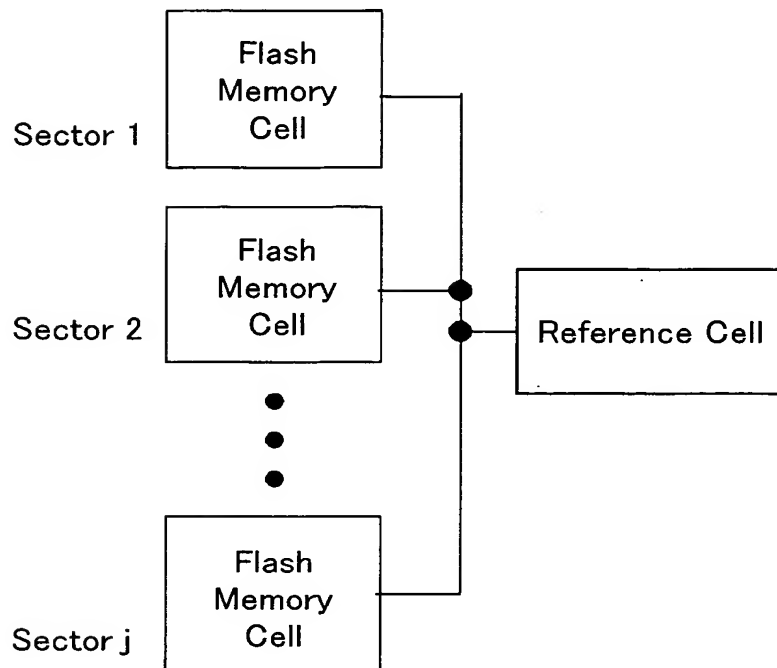 Flash
Memory
Cell
Sector 1
Flash
Memory
Cell
Sector 2
Reference Cell
Flash
Memory
Cell
Sector j